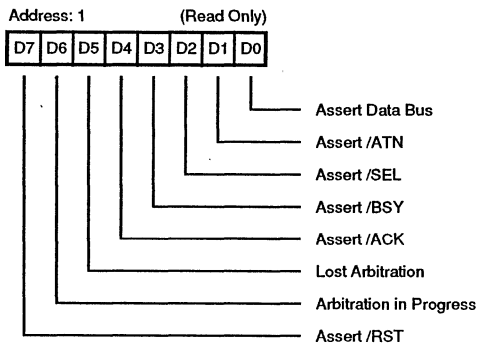 Address: 1 (Read Only)
D7 D6 D5 D4 D3 D2 D1 D0
Assert Data Bus
Assert /ATN
Assert /SEL
Assert /BSY
Assert /ACK
Lost Arbitration
Arbitration in Progress
Assert /RST